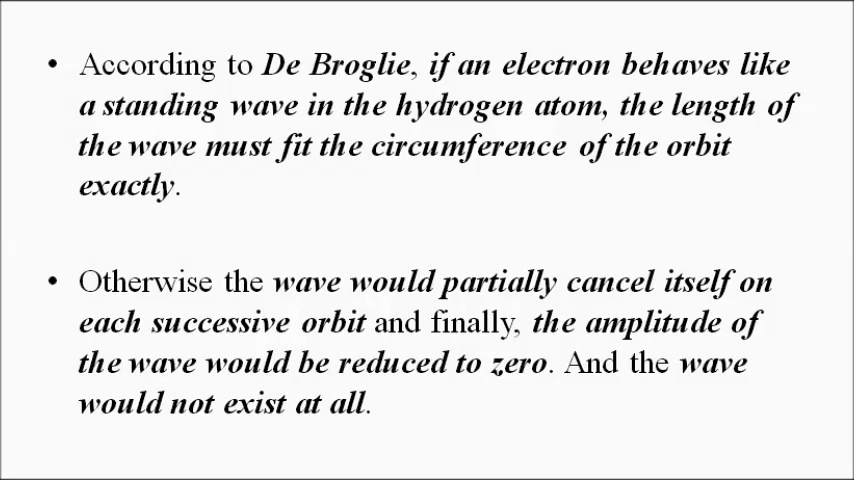 • According to De Broglie, if an electron behaves like
a standing wave in the hydrogen atom, the length of
the wave must fit the circumference of the orbit
exactly.
• Otherwise the wave would partially cancel itself on
each successive orbit and finally, the amplitude of
the wave would be reduced to zero. And the wave
would not exist at all.